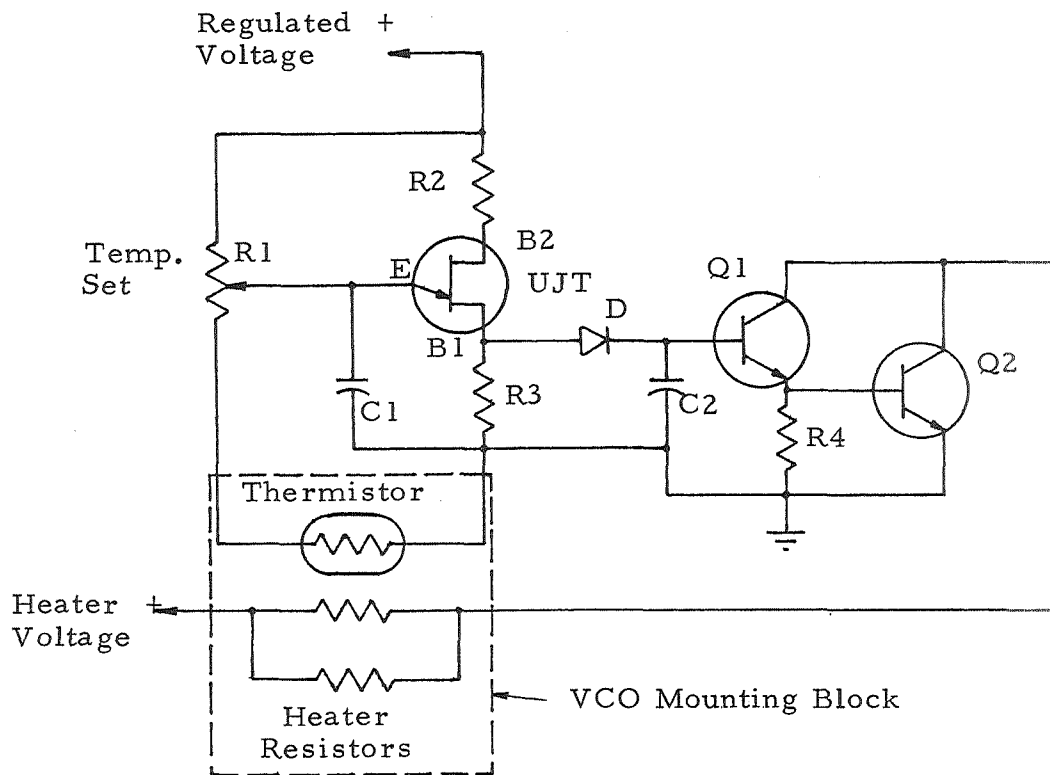 Regulated +
Voltage
R2
B2
Temp.
Set
R1
E
UJT
Q1
D
B1
Q2
C1
R3
C2
R4
Thermistor
Heater +
Voltage
VCO Mounting Block
Heater
Resistors